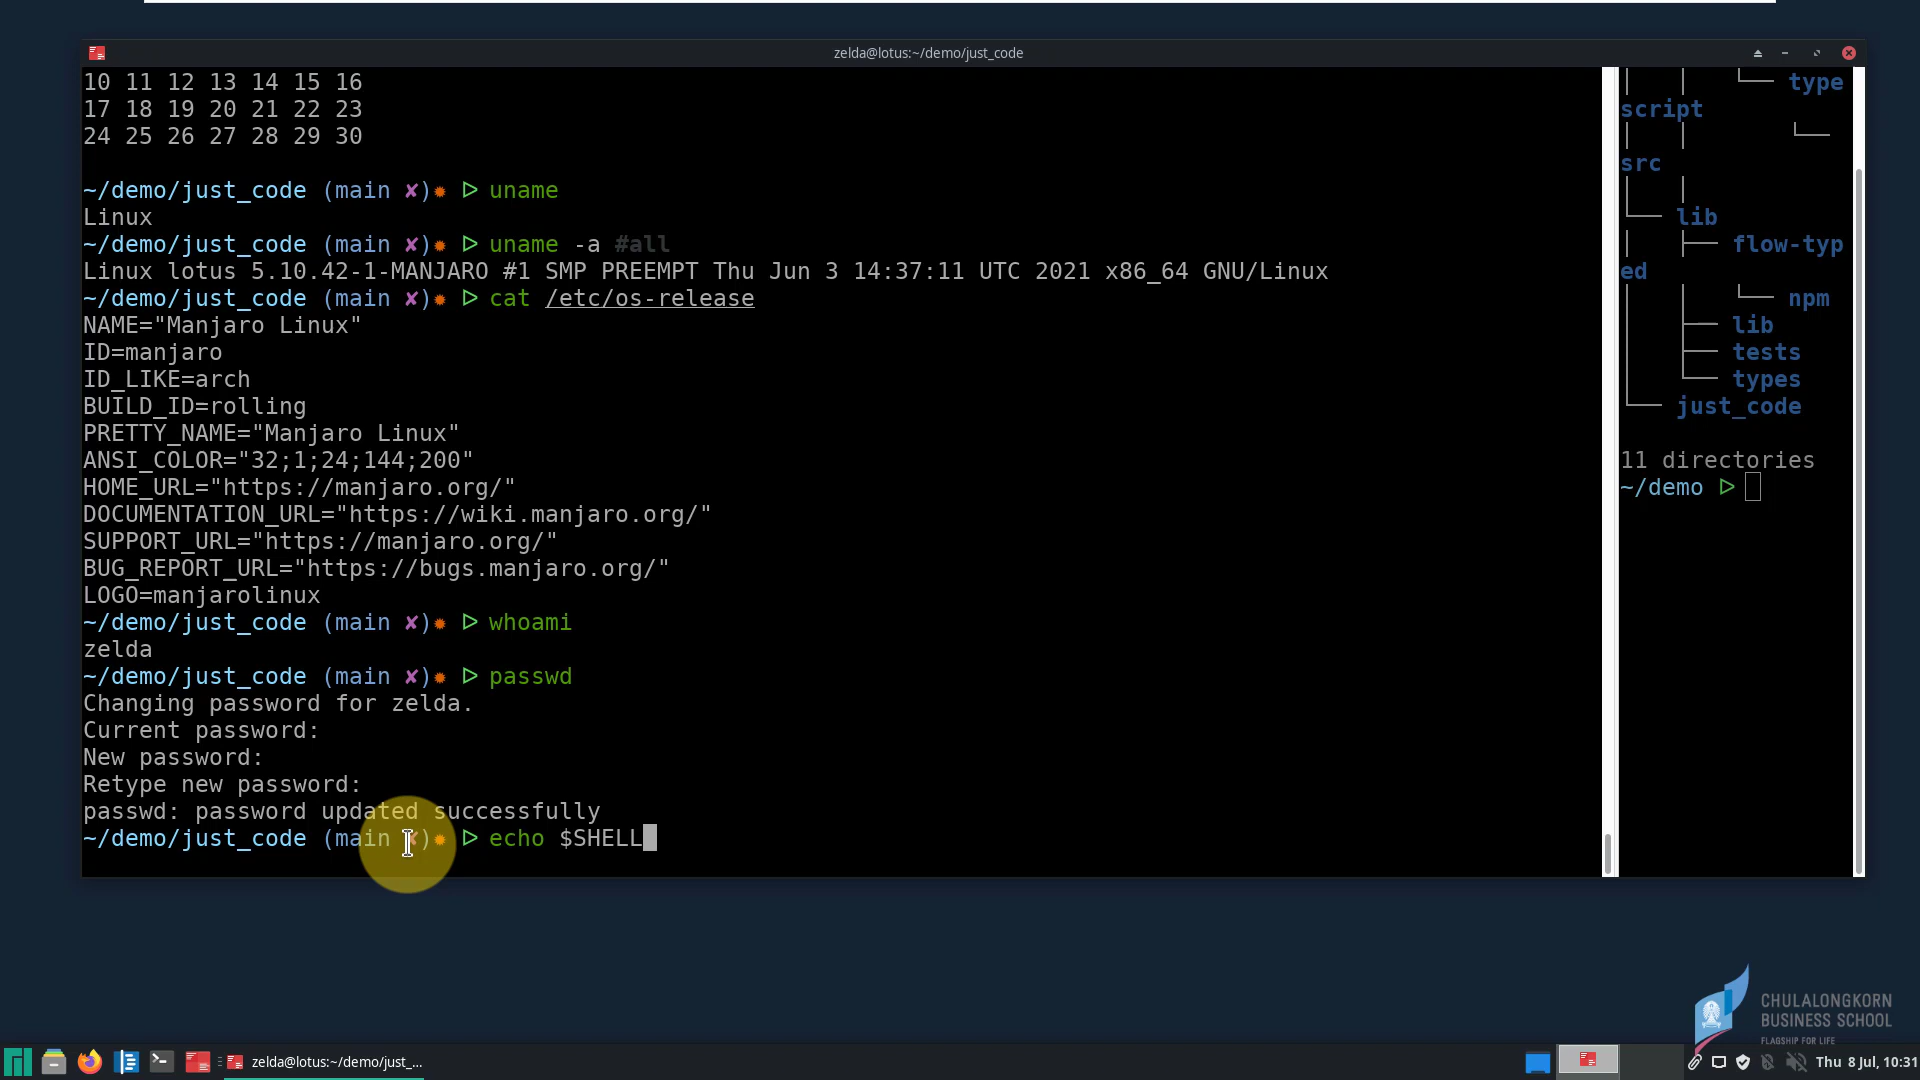 zelda@lotus:~/demo/just_code
10 11 12 13 14 15 16
17 18 19 20 21 22 23
24 25 26 27 28 29 30
~/demo/just_code (main ✘)✹ ▷ uname
Linux
~/demo/just_code (main ✘)✹ ▷ uname -a #all
Linux lotus 5.10.42-1-MANJARO #1 SMP PREEMPT Thu Jun 3 14:37:11 UTC 2021 x86_64 GNU/Linux
~/demo/just_code (main ✘)✹ ▷ cat /etc/os-release
NAME="Manjaro Linux"
ID=manjaro
ID_LIKE=arch
BUILD_ID=rolling
PRETTY_NAME="Manjaro Linux"
ANSI_COLOR="32;1;24;144;200"
HOME_URL="https://manjaro.org/"
DOCUMENTATION_URL="https://wiki.manjaro.org/"
SUPPORT_URL="https://manjaro.org/"
BUG_REPORT_URL="https://bugs.manjaro.org/"
LOGO=manjarolinux
~/demo/just_code (main ✘)✹ ▷ whoami
zelda
~/demo/just_code (main ✘)✹ ▷ passwd
Changing password for zelda.
Current password:
New password:
Retype new password:
passwd: password updated successfully
~/demo/just_code (main ✘)✹ ▷ echo $SHELL
│   │   └── type
script
│   │       └──
src
│   │
└── lib
│   ├── flow-typ
ed
│   │   └── npm
│   ├── lib
│   ├── tests
│   └── types
└── just_code
11 directories
~/demo ▷
CHULALONGKORN
BUSINESS SCHOOL
FLAGSHIP FOR LIFE
zelda@lotus:~/demo/just_...
Thu 8 Jul, 10:31